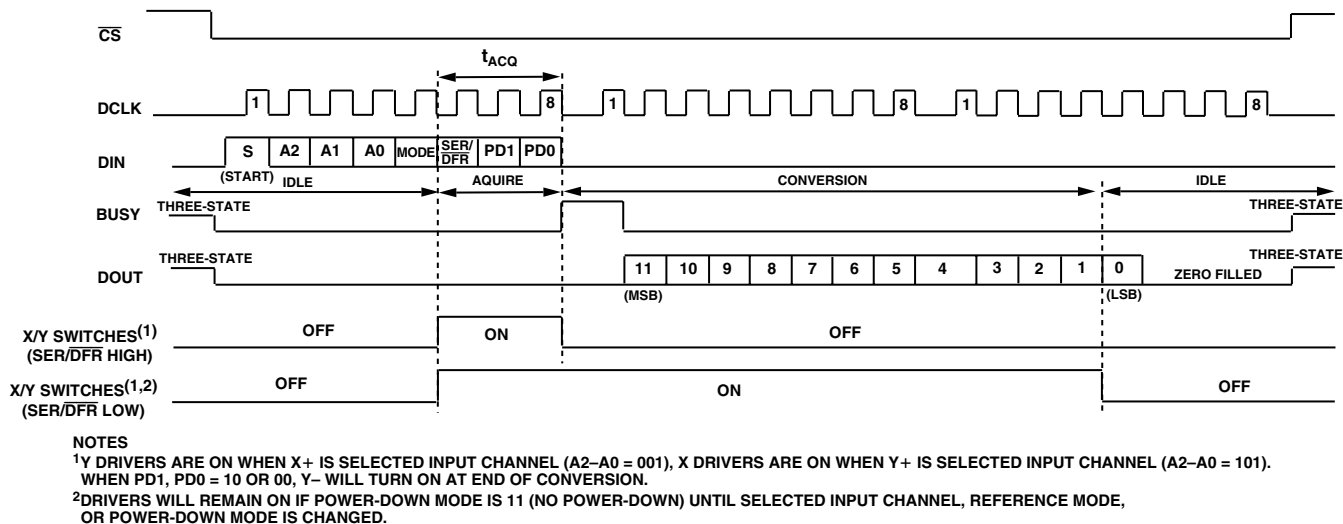 CS
tACQ
DCLK 1 8 1 8 1 8
DIN S A2 A1 A0 MODE SER/DFR PD1 PD0
(START)
IDLE AQUIRE CONVERSION IDLE
BUSY THREE-STATE THREE-STATE
DOUT THREE-STATE 11 10 9 8 7 6 5 4 3 2 1 0 ZERO FILLED THREE-STATE
(MSB) (LSB)
X/Y SWITCHES(1) OFF ON OFF
(SER/DFR HIGH)
X/Y SWITCHES(1,2) OFF ON OFF
(SER/DFR LOW)
NOTES
1Y DRIVERS ARE ON WHEN X+ IS SELECTED INPUT CHANNEL (A2–A0 = 001), X DRIVERS ARE ON WHEN Y+ IS SELECTED INPUT CHANNEL (A2–A0 = 101).
WHEN PD1, PD0 = 10 OR 00, Y– WILL TURN ON AT END OF CONVERSION.
2DRIVERS WILL REMAIN ON IF POWER-DOWN MODE IS 11 (NO POWER-DOWN) UNTIL SELECTED INPUT CHANNEL, REFERENCE MODE,
OR POWER-DOWN MODE IS CHANGED.